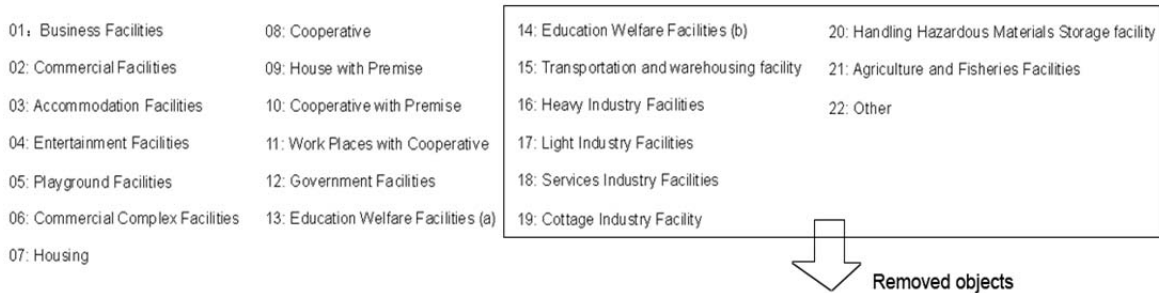 01: Business Facilities
02: Commercial Facilities
03: Accommodation Facilities
04: Entertainment Facilities
05: Playground Facilities
06: Commercial Complex Facilities
07: Housing
08: Cooperative
09: House with Premise
10: Cooperative with Premise
11: Work Places with Cooperative
12: Government Facilities
13: Education Welfare Facilities (a)
14: Education Welfare Facilities (b)
15: Transportation and warehousing facility
16: Heavy Industry Facilities
17: Light Industry Facilities
18: Services Industry Facilities
19: Cottage Industry Facility
20: Handling Hazardous Materials Storage facility
21: Agriculture and Fisheries Facilities
22: Other
Removed objects